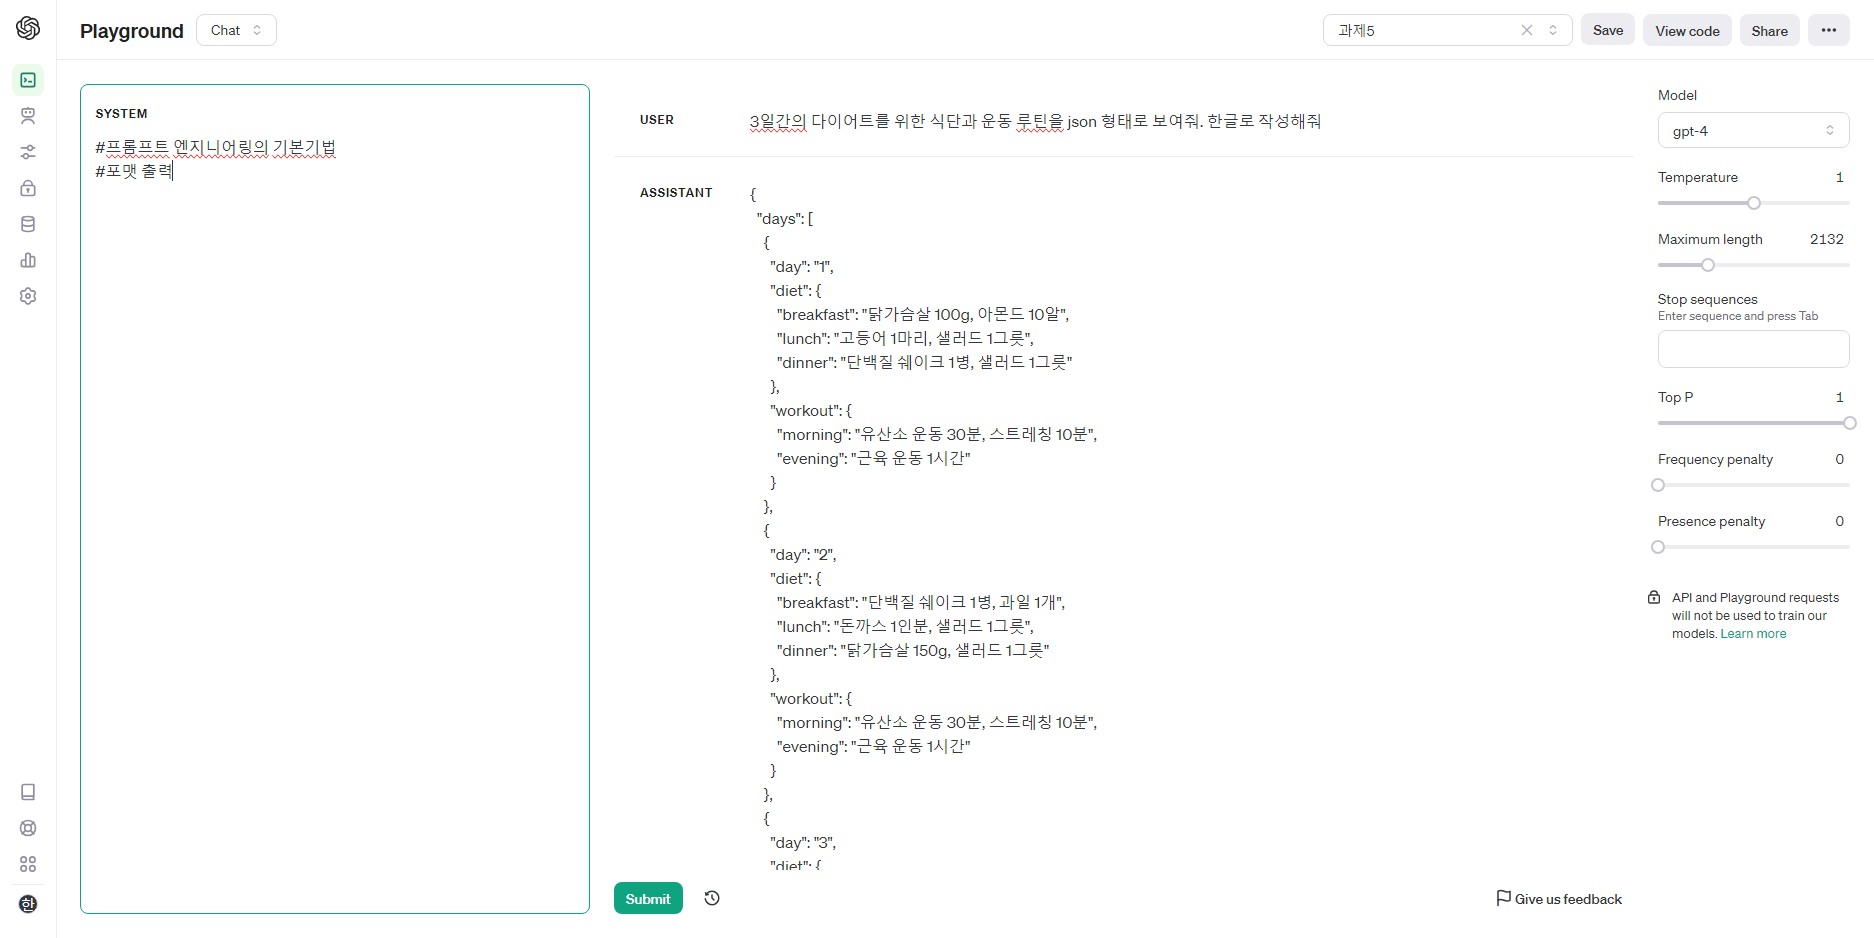 Playground
Chat
과제5
Save
View code
Share
SYSTEM
#프롬프트 엔지니어링의 기본기법
#포맷 출력
USER
3일간의 다이어트를 위한 식단과 운동 루틴을 json 형태로 보여줘. 한글로 작성해줘
ASSISTANT
{
"days": [
{
"day": "1",
"diet": {
"breakfast": "닭가슴살 100g, 아몬드 10알",
"lunch": "고등어 1마리, 샐러드 1그릇",
"dinner": "단백질 쉐이크 1병, 샐러드 1그릇"
},
"workout": {
"morning": "유산소 운동 30분, 스트레칭 10분",
"evening": "근육 운동 1시간"
}
},
{
"day": "2",
"diet": {
"breakfast": "단백질 쉐이크 1병, 과일 1개",
"lunch": "돈까스 1인분, 샐러드 1그릇",
"dinner": "닭가슴살 150g, 샐러드 1그릇"
},
"workout": {
"morning": "유산소 운동 30분, 스트레칭 10분",
"evening": "근육 운동 1시간"
}
},
{
"day": "3",
"diet": {
Submit
Give us feedback
Model
gpt-4
Temperature 1
Maximum length 2132
Stop sequences
Enter sequence and press Tab
Top P 1
Frequency penalty 0
Presence penalty 0
API and Playground requests
will not be used to train our
models. Learn more
한